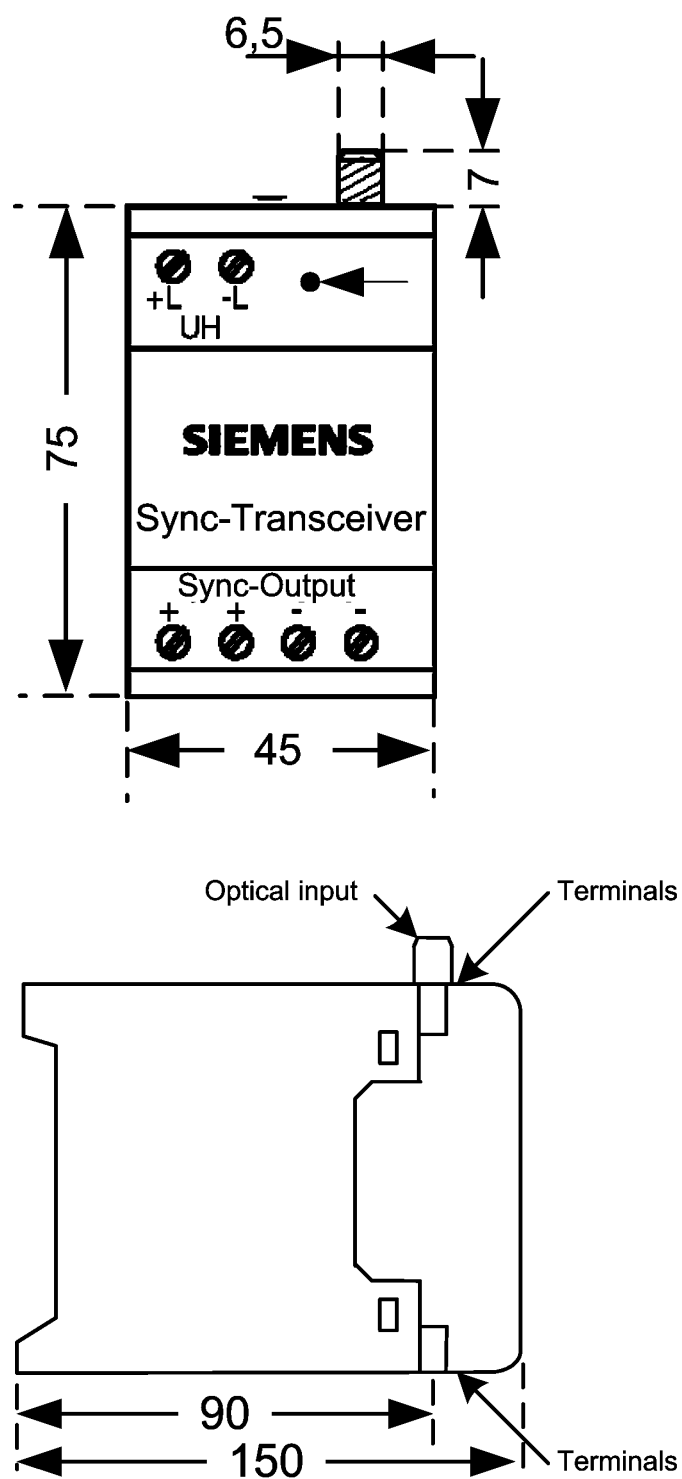 6,5
7
+L -L
UH
75
SIEMENS
Sync-Transceiver
Sync-Output
+ + - -
45
Optical input
Terminals
90
150
Terminals